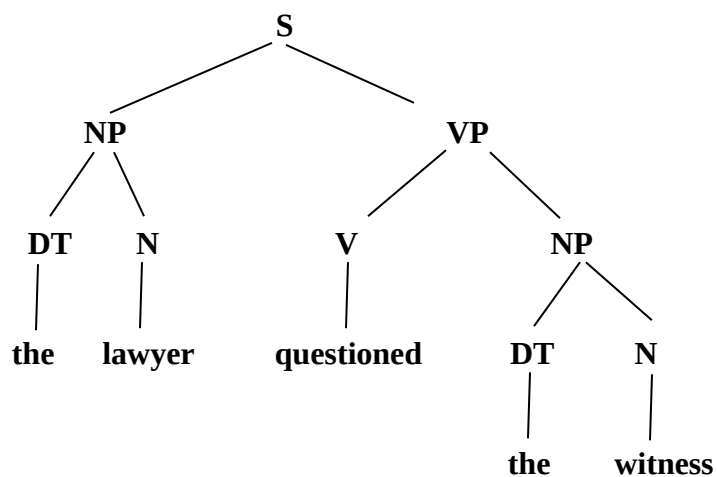 S
NP VP
DT N V NP
the lawyer questioned DT N
the witness